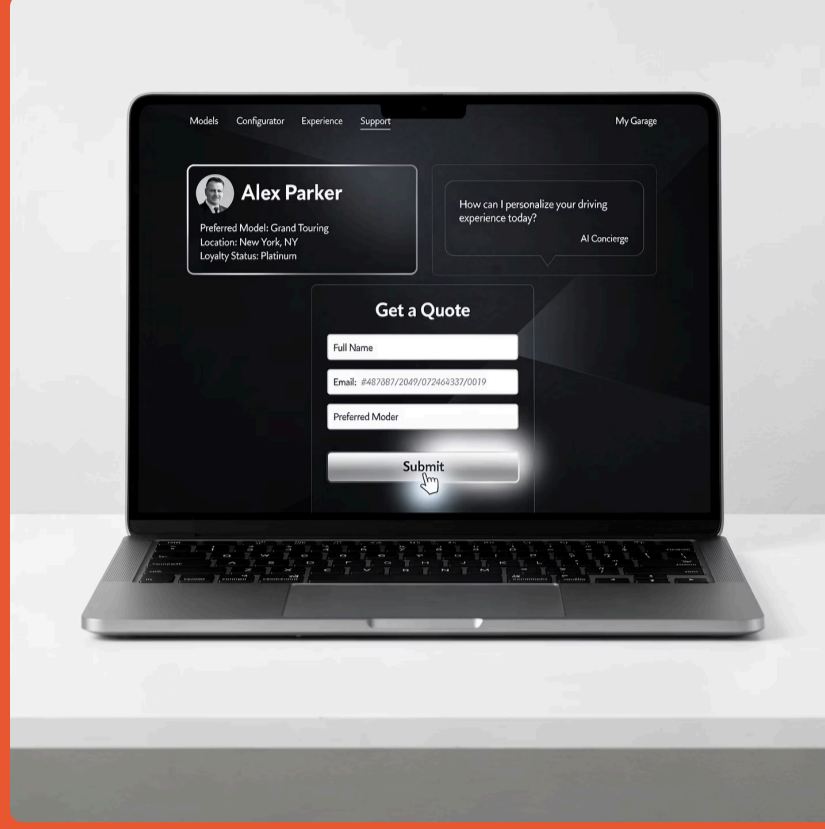 Models Configurator Experience Support My Garage
Alex Parker
Preferred Model: Grand Touring
Location: New York, NY
Loyalty Status: Platinum
How can I personalize your driving
experience today?
AI Concierge
Get a Quote
Full Name
Email: #487887/2049/072464337/0019
Preferred Moder
Submit